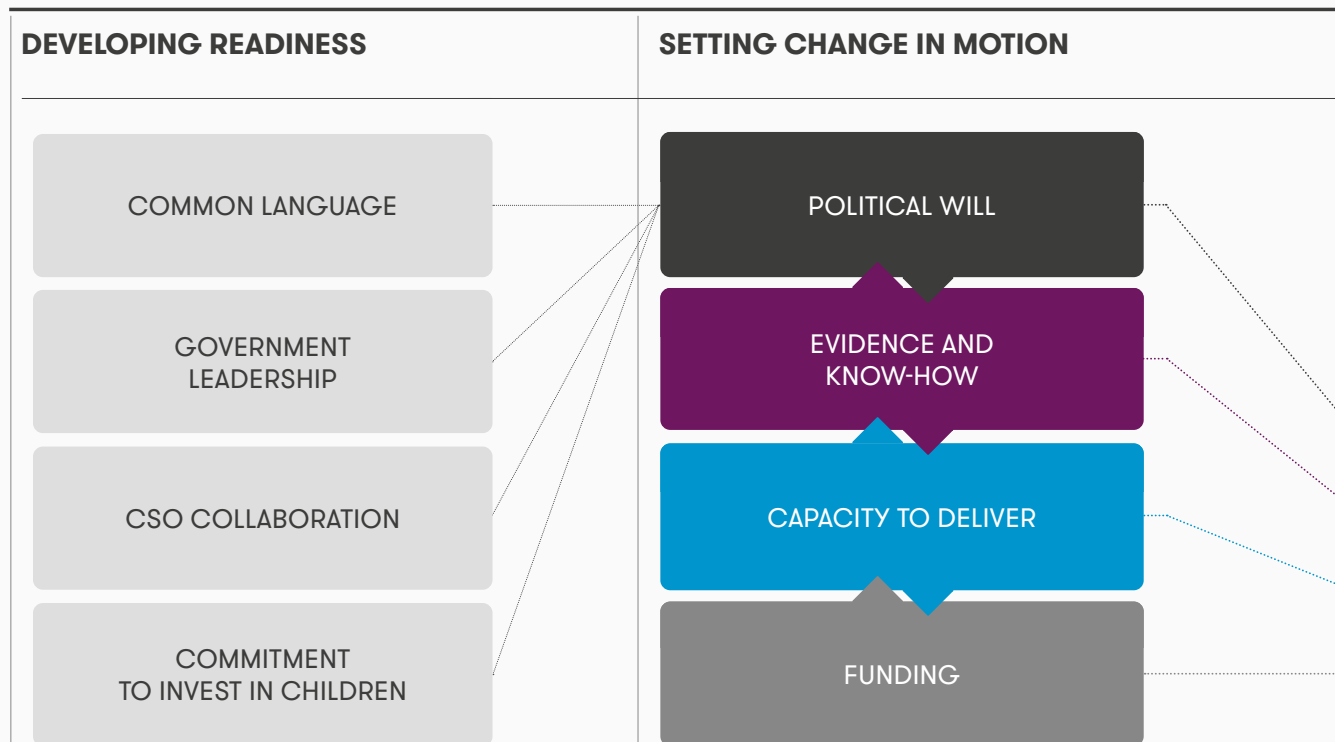 DEVELOPING READINESS
SETTING CHANGE IN MOTION
COMMON LANGUAGE
GOVERNMENT
LEADERSHIP
CSO COLLABORATION
COMMITMENT
TO INVEST IN CHILDREN
POLITICAL WILL
EVIDENCE AND
KNOW-HOW
CAPACITY TO DELIVER
FUNDING